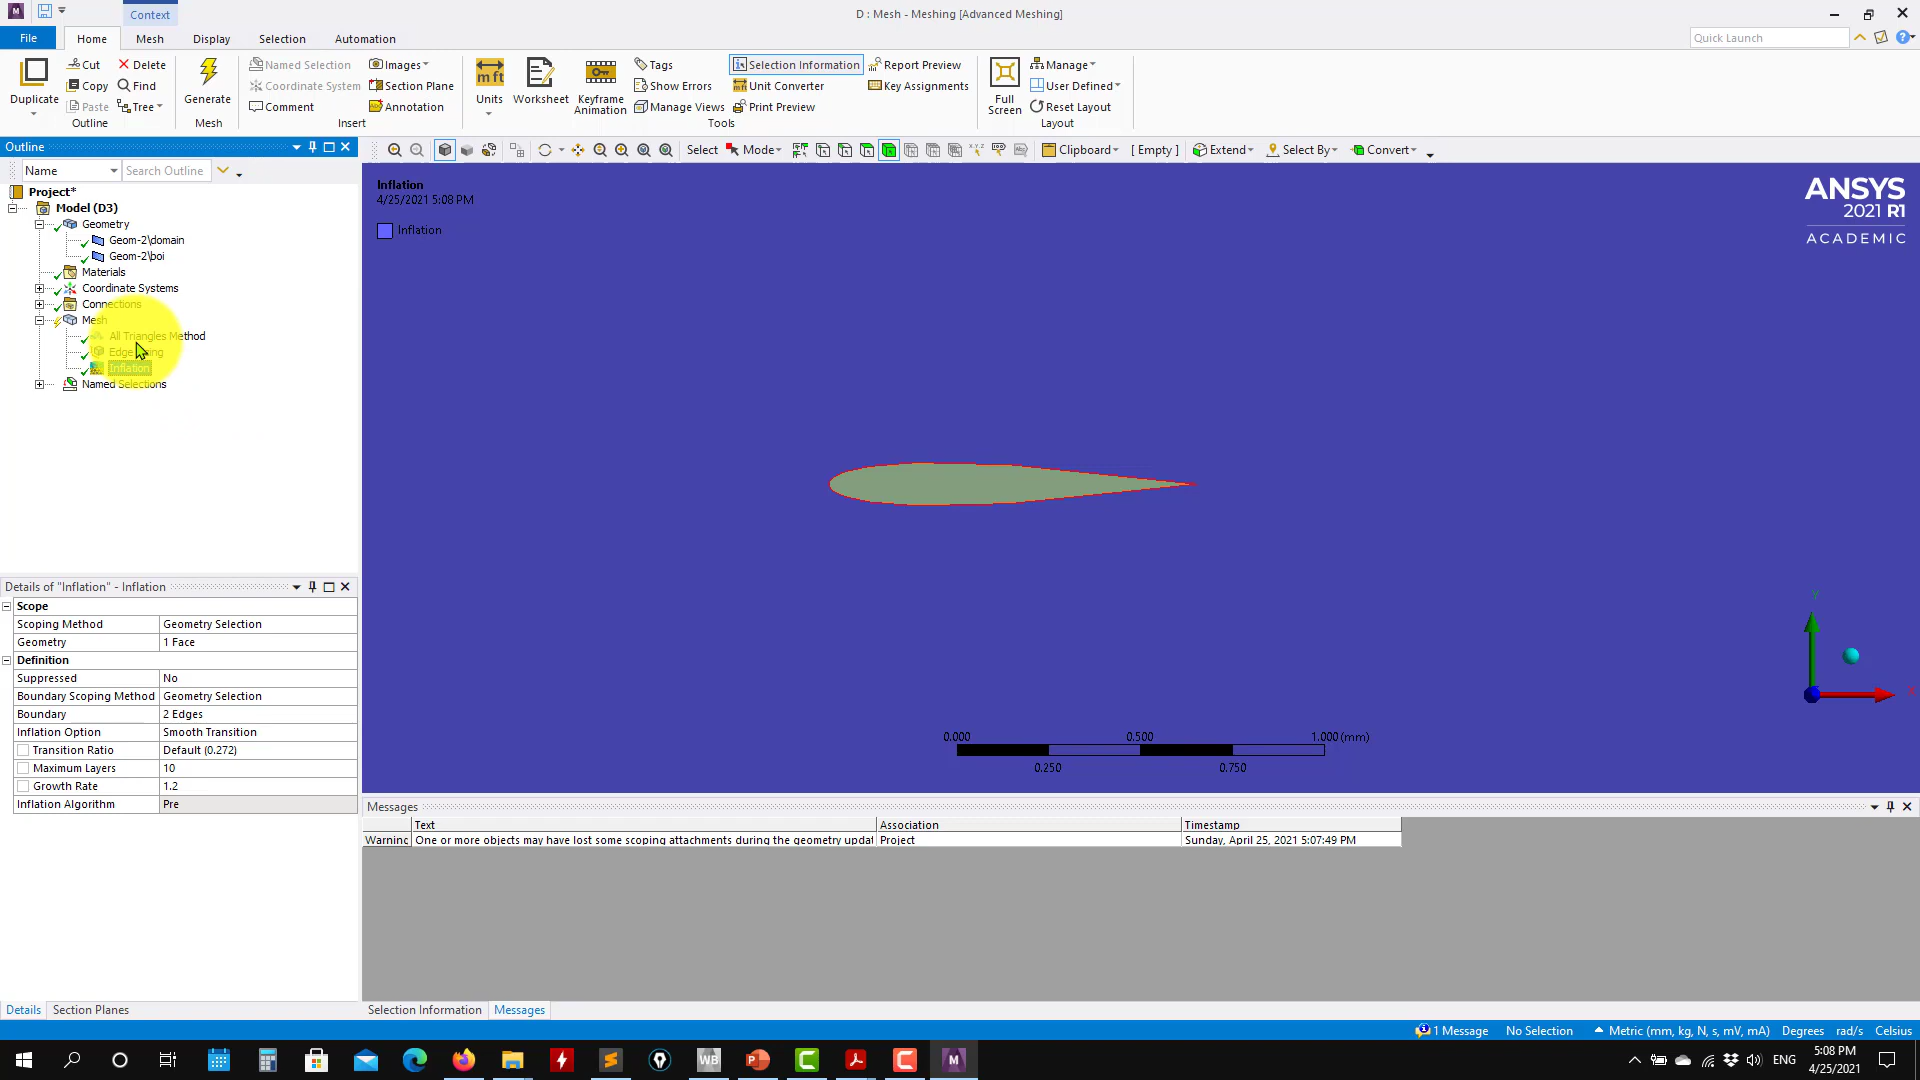 Context
D : Mesh - Meshing [Advanced Meshing]
File
Home
Mesh
Display
Selection
Automation
Quick Launch
Duplicate
Cut
Delete
Copy
Find
Paste
Tree
Outline
Generate
Mesh
Named Selection
Coordinate System
Comment
Images
Section Plane
Annotation
Insert
Units
Worksheet
Keyframe
Animation
Tags
Show Errors
Manage Views
Selection Information
Unit Converter
Print Preview
Report Preview
Key Assignments
Tools
Full
Screen
Manage
User Defined
Reset Layout
Layout
Outline
Name
Search Outline
Project*
Model (D3)
Geometry
Geom-2\domain
Geom-2\boi
Materials
Coordinate Systems
Connections
Mesh
All Triangles Method
Inflation
Named Selections
Select
Mode
Clipboard
[ Empty ]
Extend
Select By
Convert
Inflation
4/25/2021 5:08 PM
Inflation
ANSYS
2021 R1
ACADEMIC
Y
X
0.000
0.500
1.000 (mm)
0.250
0.750
Details of "Inflation" - Inflation
Scope
Scoping Method Geometry Selection
Geometry 1 Face
Definition
Suppressed No
Boundary Scoping Method Geometry Selection
Boundary 2 Edges
Inflation Option Smooth Transition
Transition Ratio Default (0.272)
Maximum Layers 10
Growth Rate 1.2
Inflation Algorithm Pre
Details
Section Planes
Messages
Text Association Timestamp
Warning One or more objects may have lost some scoping attachments during the geometry updat Project Sunday, April 25, 2021 5:07:49 PM
Selection Information
Messages
1 Message
No Selection
Metric (mm, kg, N, s, mV, mA)
Degrees
rad/s
Celsius
WB
M
ENG
5:08 PM
4/25/2021